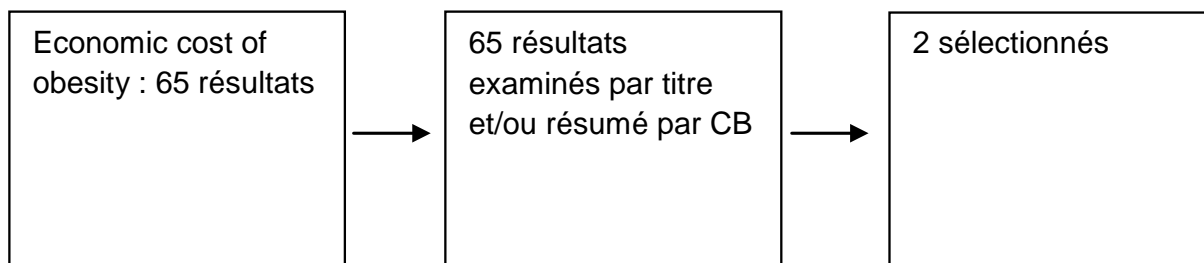 Economic cost of
obesity : 65 résultats
65 résultats
examinés par titre
et/ou résumé par CB
2 sélectionnés